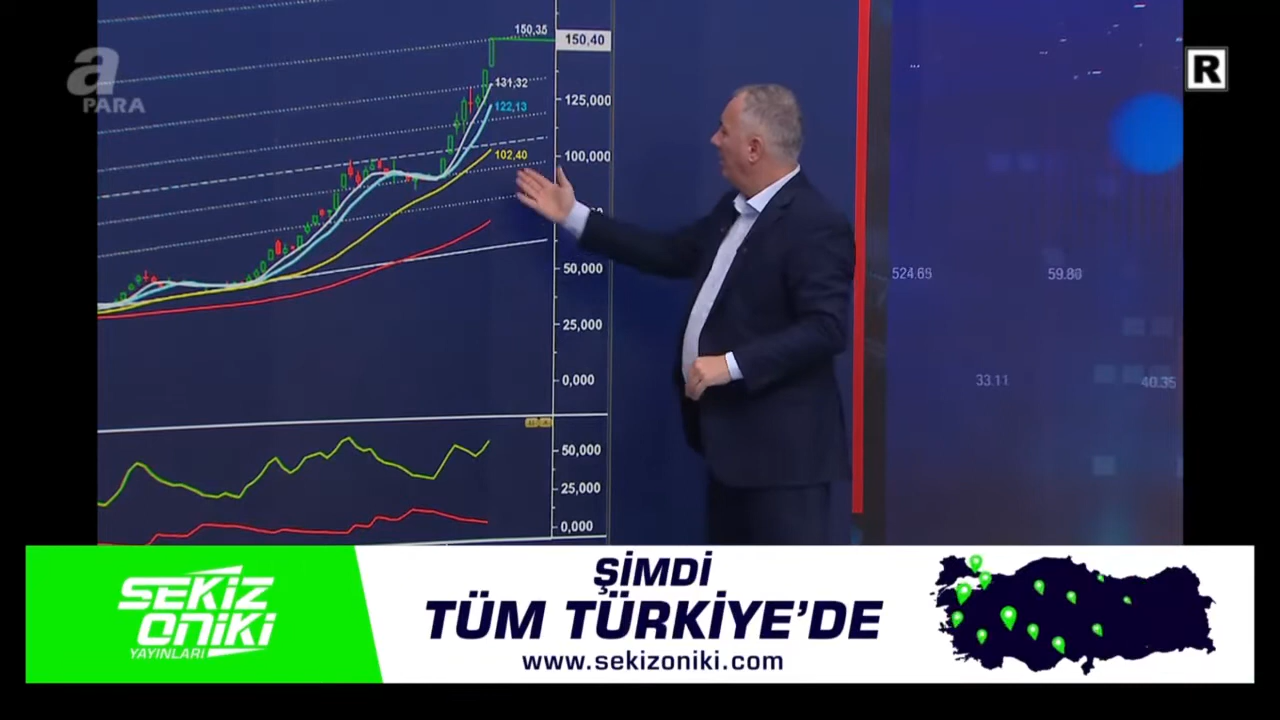 a
PARA
150,35
150,40
131,32
125,000
122,13
102,40
100,000
50,000
25,000
0,000
50,000
25,000
0,000
R
524.65
59.80
33.11
40.35
SEKİZ
ONİKİ
YAYINLARI
ŞİMDİ
TÜM TÜRKİYE'DE
www.sekizoniki.com